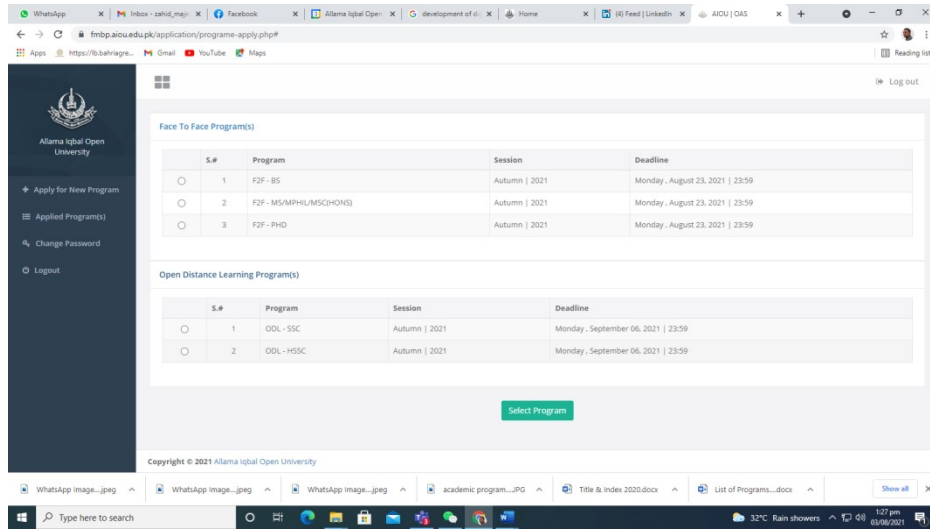 WhatsApp
Inbox - zahid_maji
Facebook
Allama Iqbal Open
development of di
Home
(4) Feed | LinkedIn
AIOU | OAS
fmbp.aiou.edu.pk/application/programe-apply.php#
Apps
https://lb.bahriagre...
Gmail
YouTube
Maps
Reading list
Log out
Allama Iqbal Open
University
Apply for New Program
Applied Program(s)
Change Password
Logout
Face To Face Program(s)
S.# Program Session Deadline
1 F2F - BS Autumn | 2021 Monday , August 23, 2021 | 23:59
2 F2F - MS/MPHIL/MSC(HONS) Autumn | 2021 Monday , August 23, 2021 | 23:59
3 F2F - PHD Autumn | 2021 Monday , August 23, 2021 | 23:59
Open Distance Learning Program(s)
S.# Program Session Deadline
1 ODL - SSC Autumn | 2021 Monday , September 06, 2021 | 23:59
2 ODL - HSSC Autumn | 2021 Monday , September 06, 2021 | 23:59
Select Program
Copyright © 2021 Allama Iqbal Open University
WhatsApp Image....jpeg
WhatsApp Image....jpeg
WhatsApp Image....jpeg
academic program....JPG
Title & Index 2020.docx
List of Programs....docx
Show all
Type here to search
32°C Rain showers
1:27 pm
03/08/2021